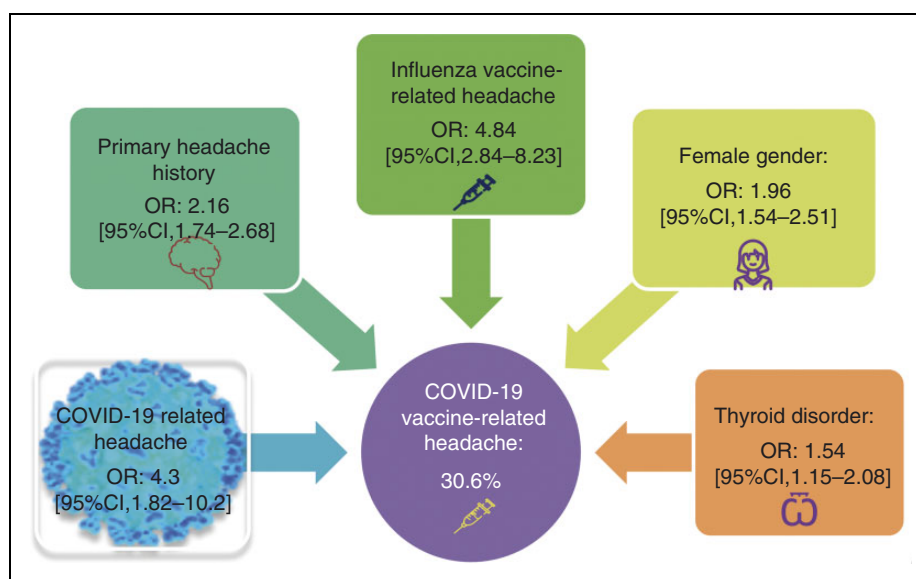 Influenza vaccine-
related headache
OR: 4.84
[95%CI,2.84–8.23]
Primary headache
history
OR: 2.16
[95%CI,1.74–2.68]
Female gender:
OR: 1.96
[95%CI,1.54–2.51]
COVID-19 related
headache
OR: 4.3
[95%CI,1.82–10.2]
COVID-19
vaccine-related
headache:
30.6%
Thyroid disorder:
OR: 1.54
[95%CI,1.15–2.08]